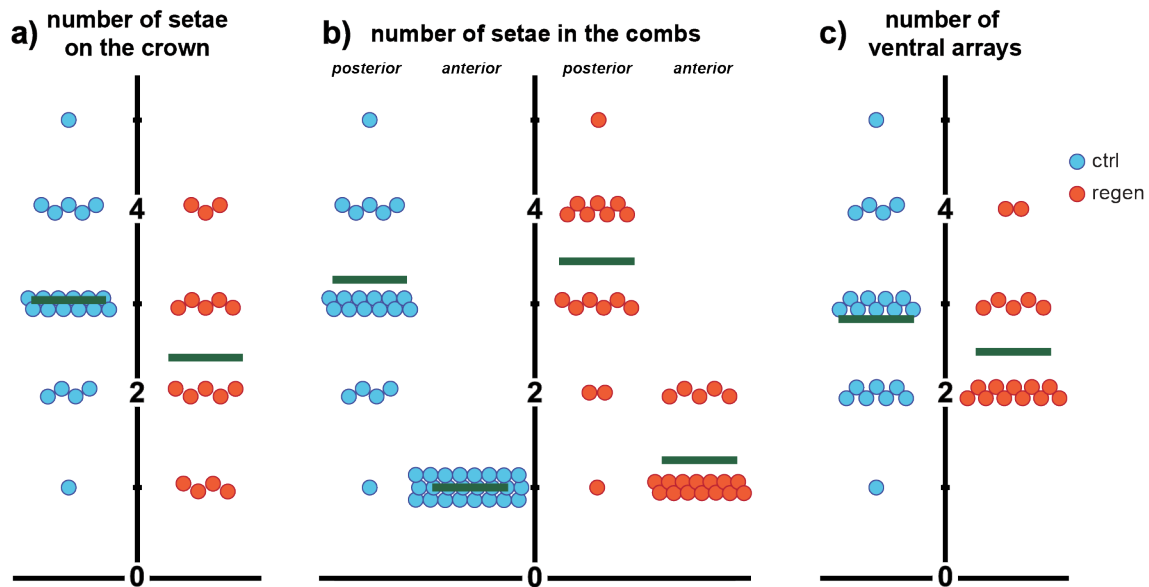 a) number of setae
on the crown
b) number of setae in the combs
posterior anterior posterior anterior
c) number of
ventral arrays
4
2
0
4
2
0
4
2
0
ctrl
regen